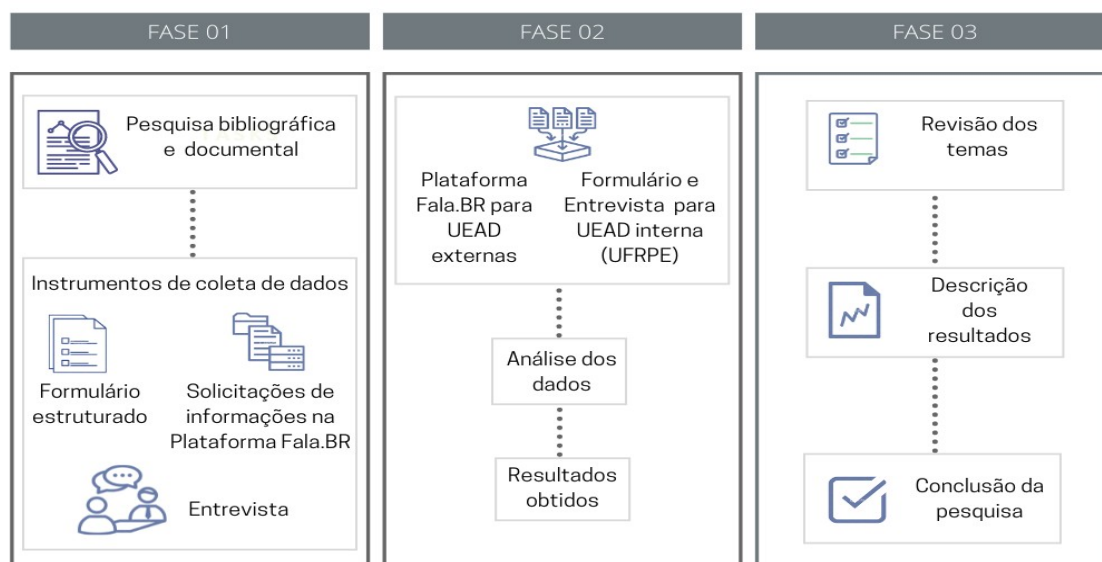 FASE 01
Pesquisa bibliográfica
e documental
Instrumentos de coleta de dados
Formulário
estruturado
Solicitações de
informações na
Plataforma Fala.BR
Entrevista
FASE 02
Plataforma
Fala.BR para
UEAD
externas
Formulário e
Entrevista para
UEAD interna
(UFRPE)
Análise dos
dados
Resultados
obtidos
FASE 03
Revisão dos
temas
Descrição
dos
resultados
Conclusão da
pesquisa